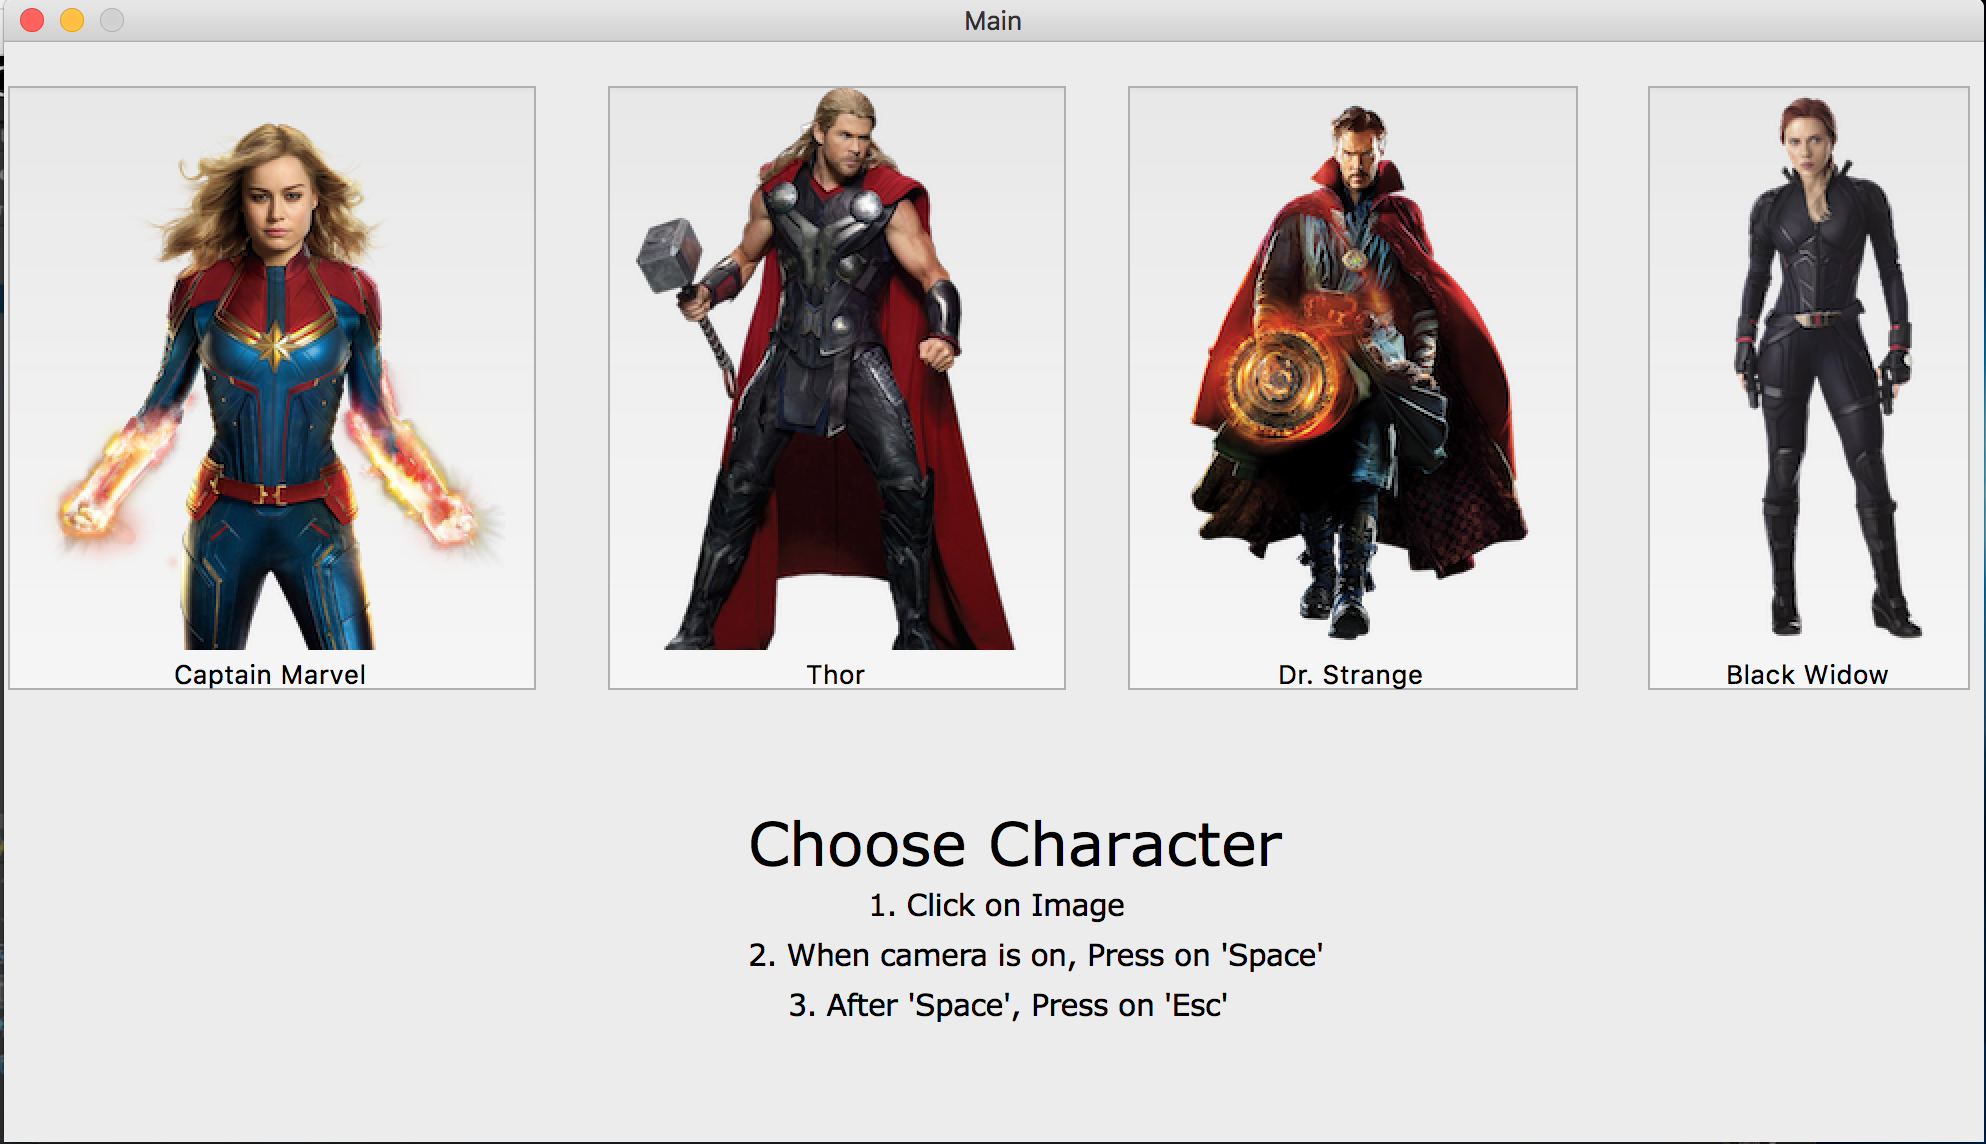 Main
Captain Marvel
Thor
Dr. Strange
Black Widow
Choose Character
1. Click on Image
2. When camera is on, Press on 'Space'
3. After 'Space', Press on 'Esc'